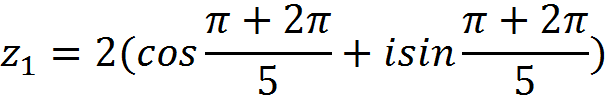 z₁ = 2(cos (π + 2π)/5 + isin (π + 2π)/5)